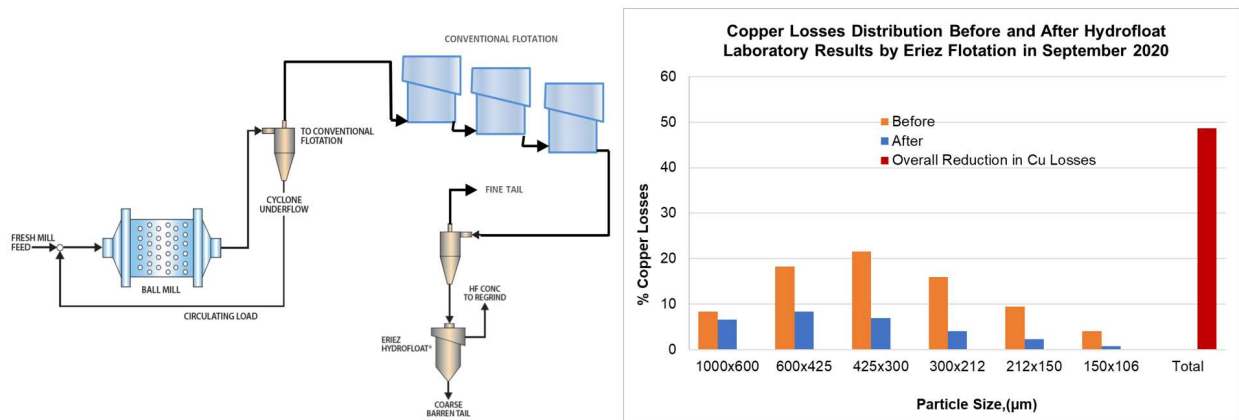 CONVENTIONAL FLOTATION
TO CONVENTIONAL
FLOTATION
CYCLONE
UNDERFLOW
FRESH MILL
FEED
BALL MILL
CIRCULATING LOAD
FINE TAIL
HF CONC
TO REGRIND
ERIEZ
HYDROFLOAT®
COARSE
BARREN TAIL
Copper Losses Distribution Before and After Hydrofloat
Laboratory Results by Eriez Flotation in September 2020
% Copper Losses
60
50
40
30
20
10
0
Before
After
Overall Reduction in Cu Losses
1000x600 600x425 425x300 300x212 212x150 150x106 Total
Particle Size,(µm)